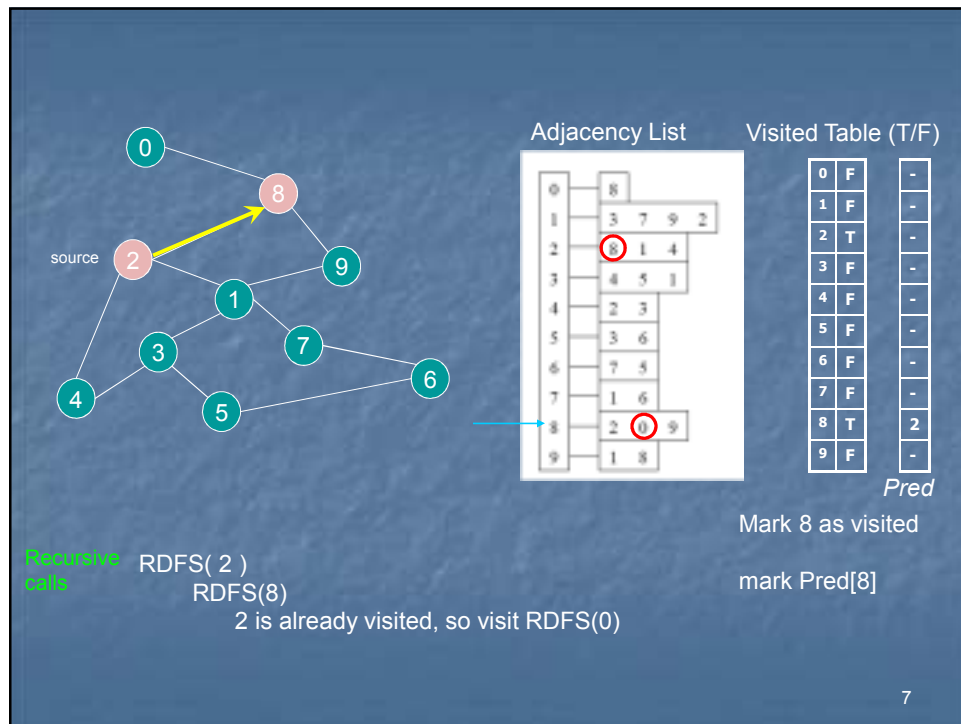 Adjacency List
Visited Table (T/F)
0
8
source
2
9
1
3
7
4
5
6
0 8
1 3 7 9 2
2 8 1 4
3 4 5 1
4 2 3
5 3 6
6 7 5
7 1 6
8 2 0 9
9 1 8
0 F -
1 F -
2 T -
3 F -
4 F -
5 F -
6 F -
7 F -
8 T 2
9 F -
Pred
Mark 8 as visited
mark Pred[8]
Recursive
calls
RDFS( 2 )
RDFS(8)
2 is already visited, so visit RDFS(0)
7